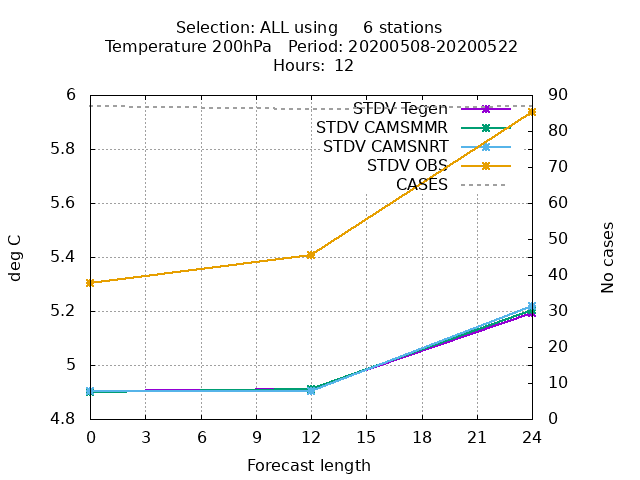 Selection: ALL using     6 stations
Temperature 200hPa   Period: 20200508-20200522
Hours:  12
6
5.8
5.6
5.4
5.2
5
4.8
deg C
90
80
70
60
50
40
30
20
10
0
No cases
STDV Tegen
STDV CAMSMMR
STDV CAMSNRT
STDV OBS
CASES
0 3 6 9 12 15 18 21 24
Forecast length